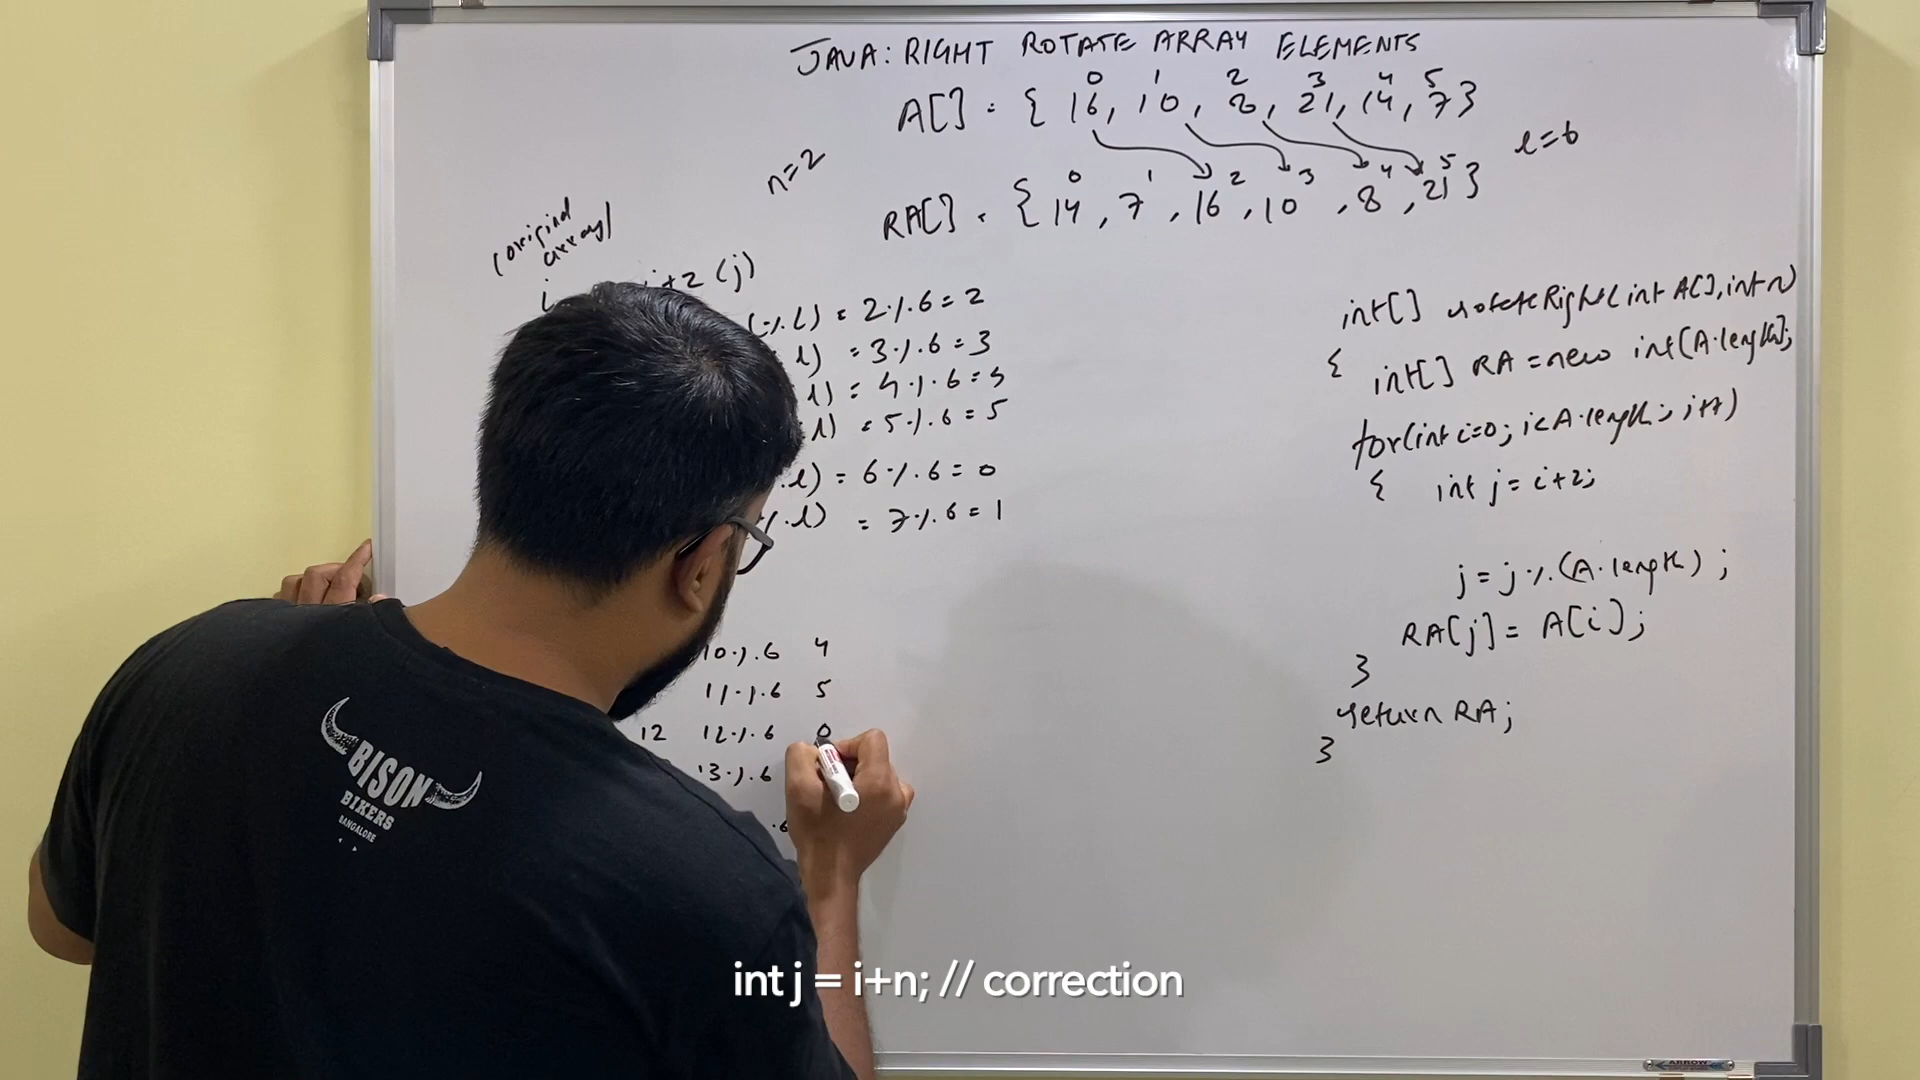 JAVA: RIGHT ROTATE ARRAY ELEMENTS
0 1 2 3 4 5
A[] = { 16, 10, 8, 21, 14, 7 }
n=2
l=6
0 1 2 3 4 5
RA[] = { 14, 7, 16, 10, 8, 21 }
(original
array)
i
i+2 (j)
(% l) = 2 % 6 = 2
l) = 3 % 6 = 3
l) = 4 % 6 = 4
l) = 5 % 6 = 5
l) = 6 % 6 = 0
% l) = 7 % 6 = 1
10 % 6 4
11 % 6 5
12 12 % 6 0
13 % 6
6
int[] rotateRight(int A[], int n)
{ int[] RA = new int[A.length];
for(int i=0; i<A.length; i++)
{ int j = i+2;
j = j % (A.length);
RA[j] = A[i];
}
return RA;
}
BISON
BIKERS
BANGALORE
int j = i+n; // correction
ARROW